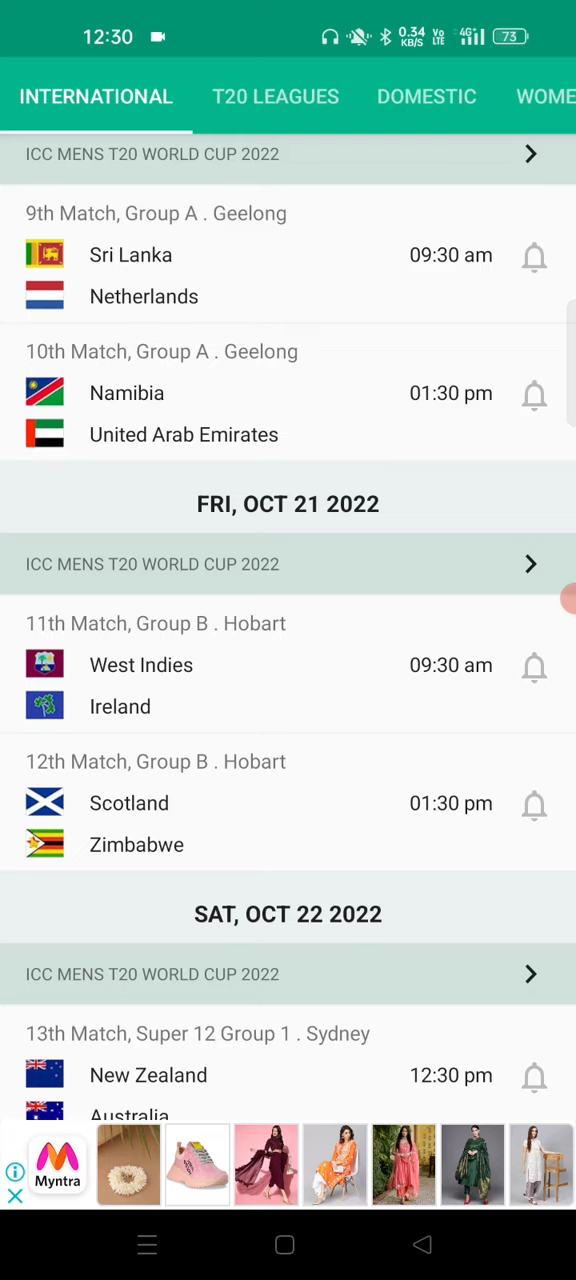 12:30
0.34 KB/S Vo LTE 4G 73
INTERNATIONAL T20 LEAGUES DOMESTIC WOME
ICC MENS T20 WORLD CUP 2022
9th Match, Group A . Geelong
Sri Lanka 09:30 am
Netherlands
10th Match, Group A . Geelong
Namibia 01:30 pm
United Arab Emirates
FRI, OCT 21 2022
ICC MENS T20 WORLD CUP 2022
11th Match, Group B . Hobart
West Indies 09:30 am
Ireland
12th Match, Group B . Hobart
Scotland 01:30 pm
Zimbabwe
SAT, OCT 22 2022
ICC MENS T20 WORLD CUP 2022
13th Match, Super 12 Group 1 . Sydney
New Zealand 12:30 pm
Australia
Myntra